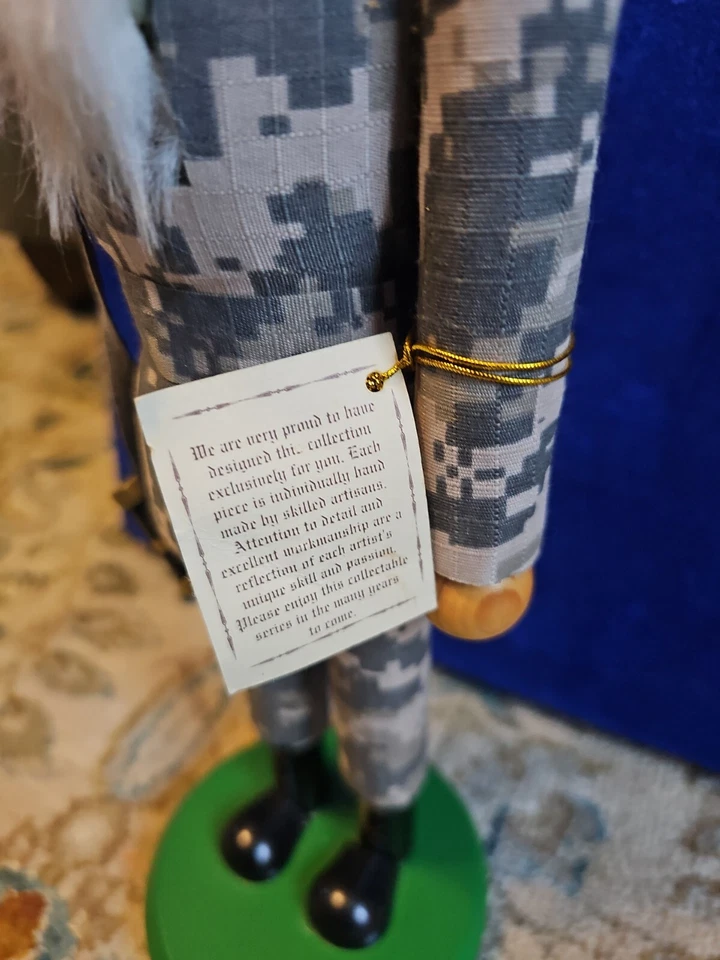 We are very proud to have
designed this collection
exclusively for you. Each
piece is individually hand
made by skilled artisans.
Attention to detail and
excellent workmanship are a
reflection of each artist's
unique skill and passion.
Please enjoy this collectable
series in the many years
to come.